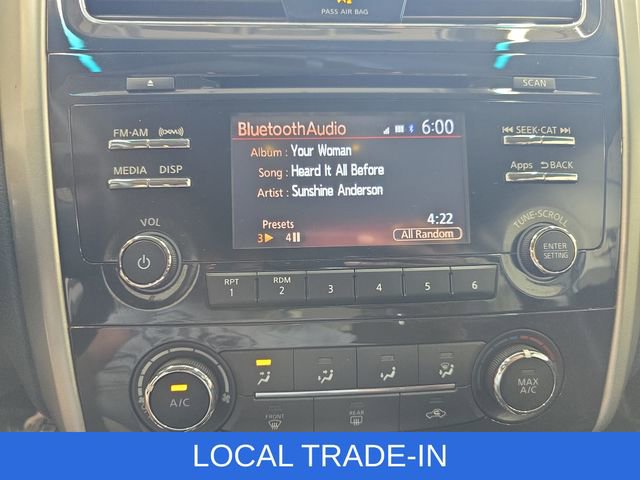 PASS AIR BAG
SCAN
FM·AM
SEEK·CAT
BluetoothAudio 6:00
MEDIA DISP
Album : Your Woman
Song : Heard It All Before
Artist : Sunshine Anderson
Apps BACK
Presets 4:22
3 4 All Random
VOL
TUNE·SCROLL
ENTER
SETTING
RPT RDM
1 2 3 4 5 6
A/C
MAX
A/C
FRONT REAR
LOCAL TRADE-IN